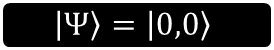 |Ψ⟩ = |0,0⟩